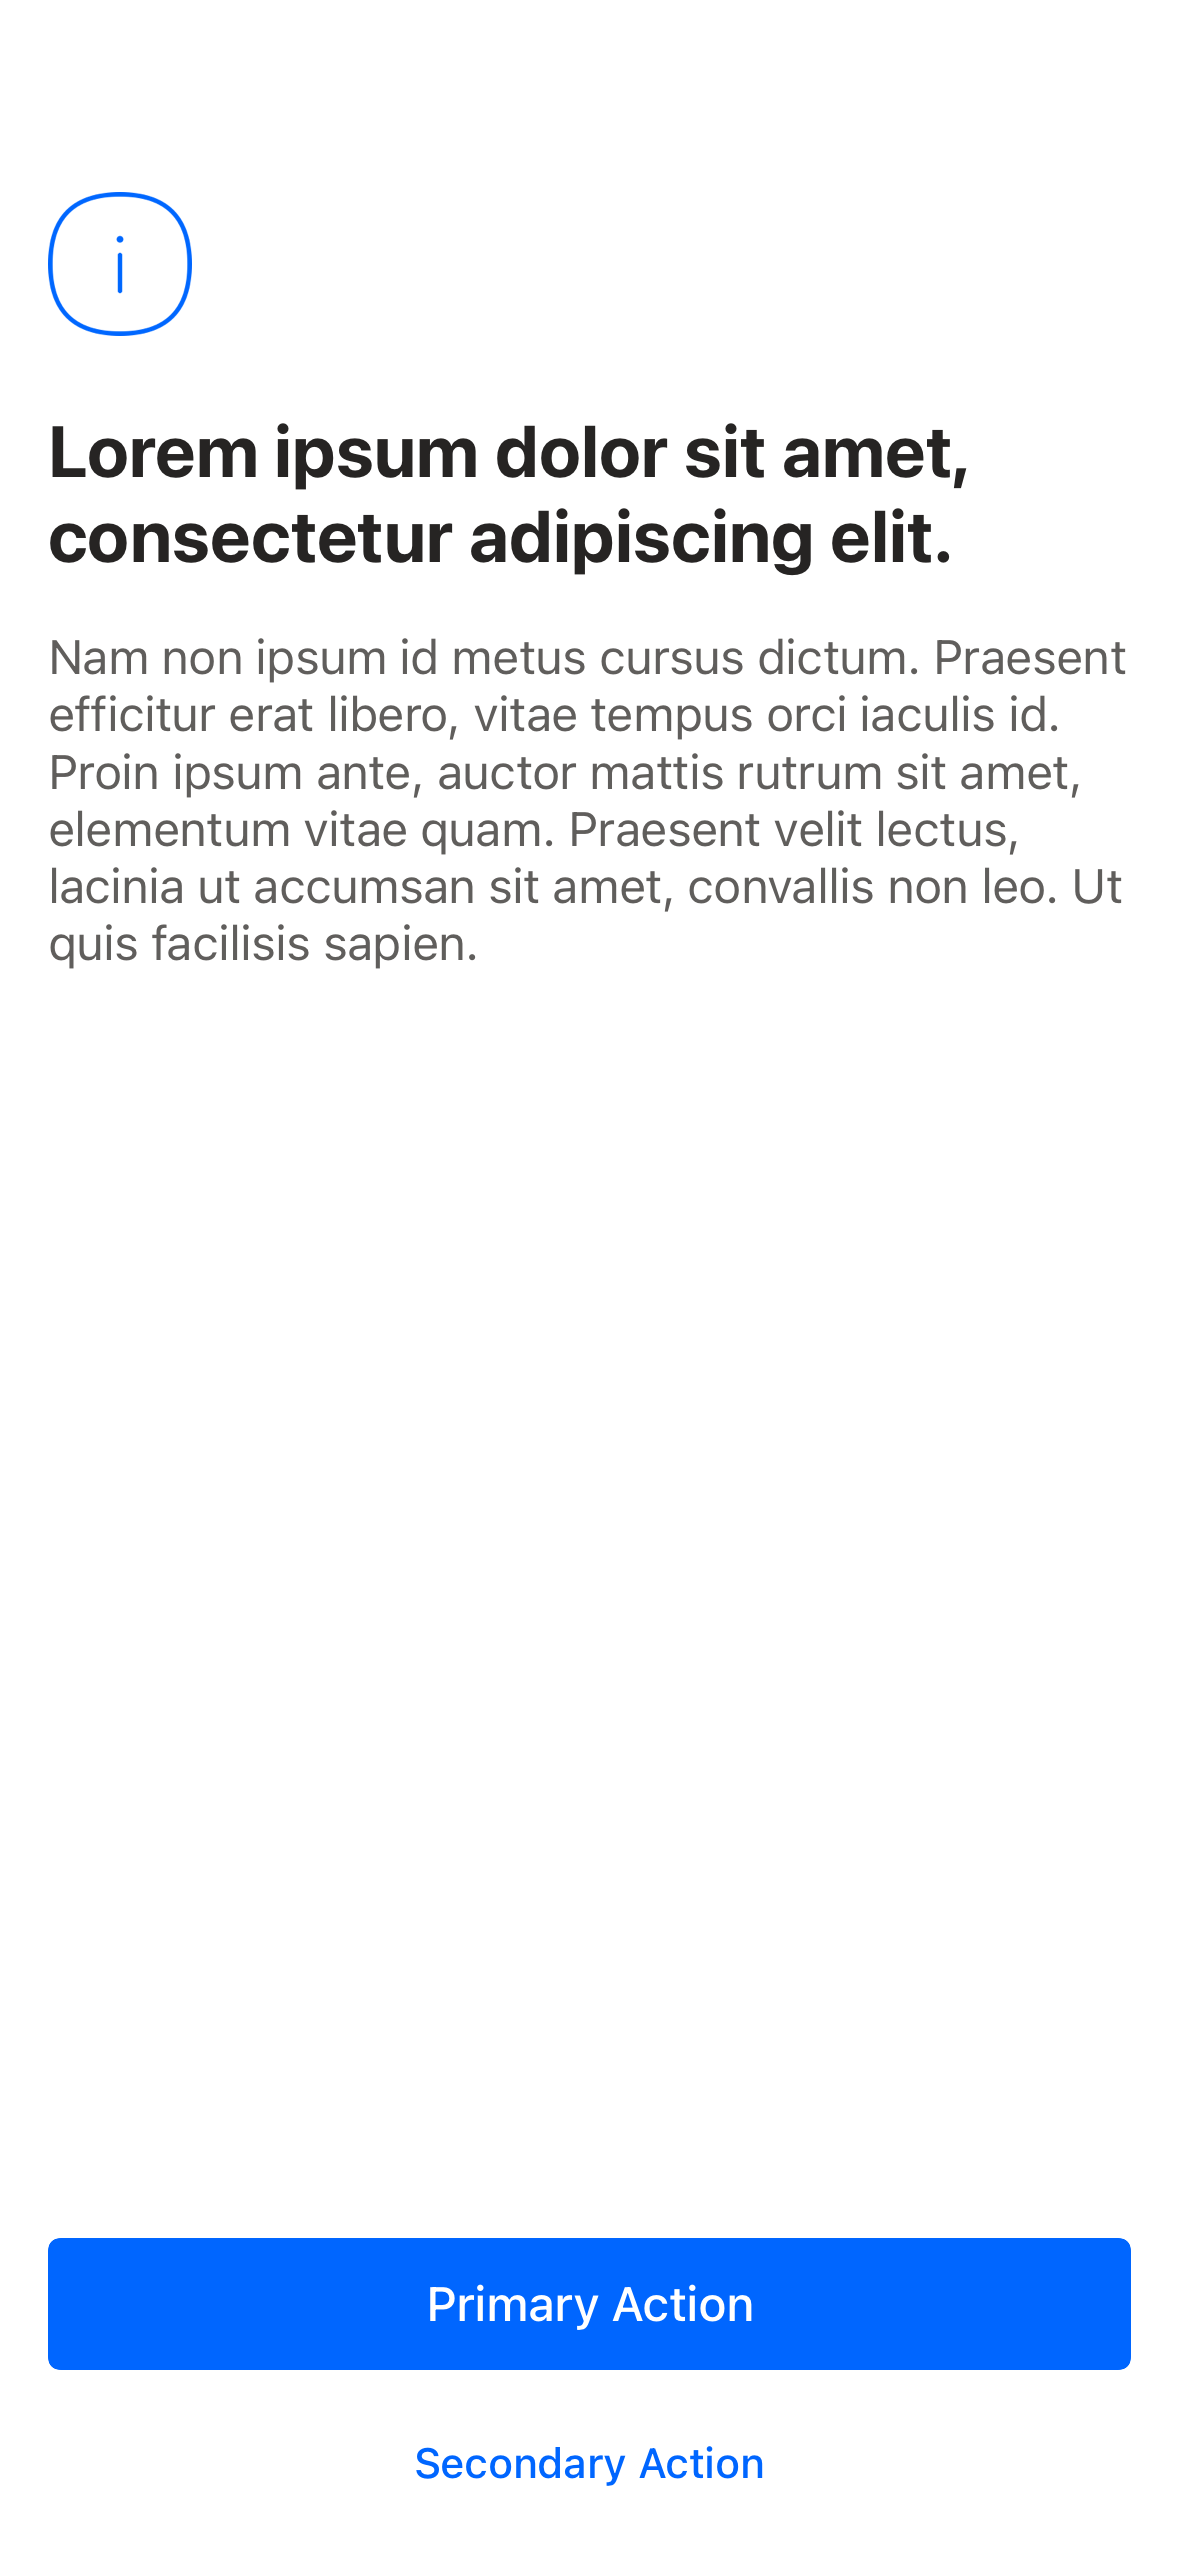 Lorem ipsum dolor sit amet,
consectetur adipiscing elit.
Nam non ipsum id metus cursus dictum. Praesent
efficitur erat libero, vitae tempus orci iaculis id.
Proin ipsum ante, auctor mattis rutrum sit amet,
elementum vitae quam. Praesent velit lectus,
lacinia ut accumsan sit amet, convallis non leo. Ut
quis facilisis sapien.
Primary Action
Secondary Action